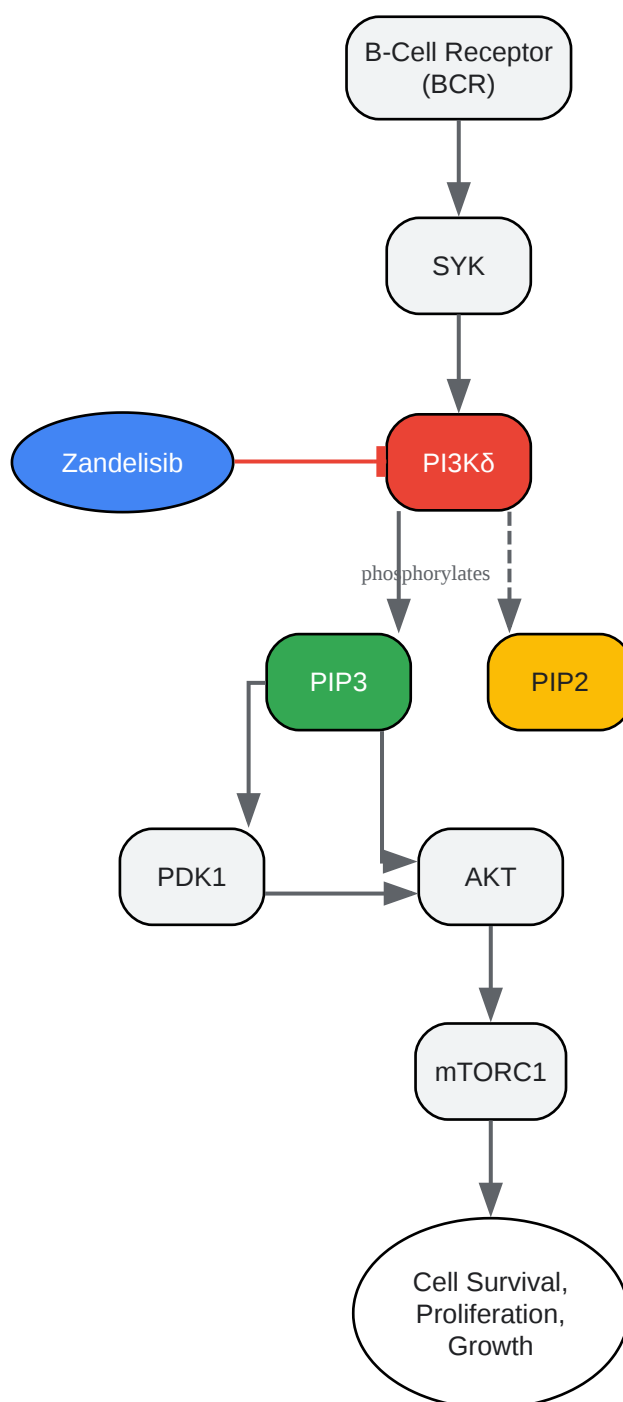 B-Cell Receptor
(BCR)
SYK
Zandelisib
PI3Kδ
phosphorylates
PIP3
PIP2
PDK1
AKT
mTORC1
Cell Survival,
Proliferation,
Growth